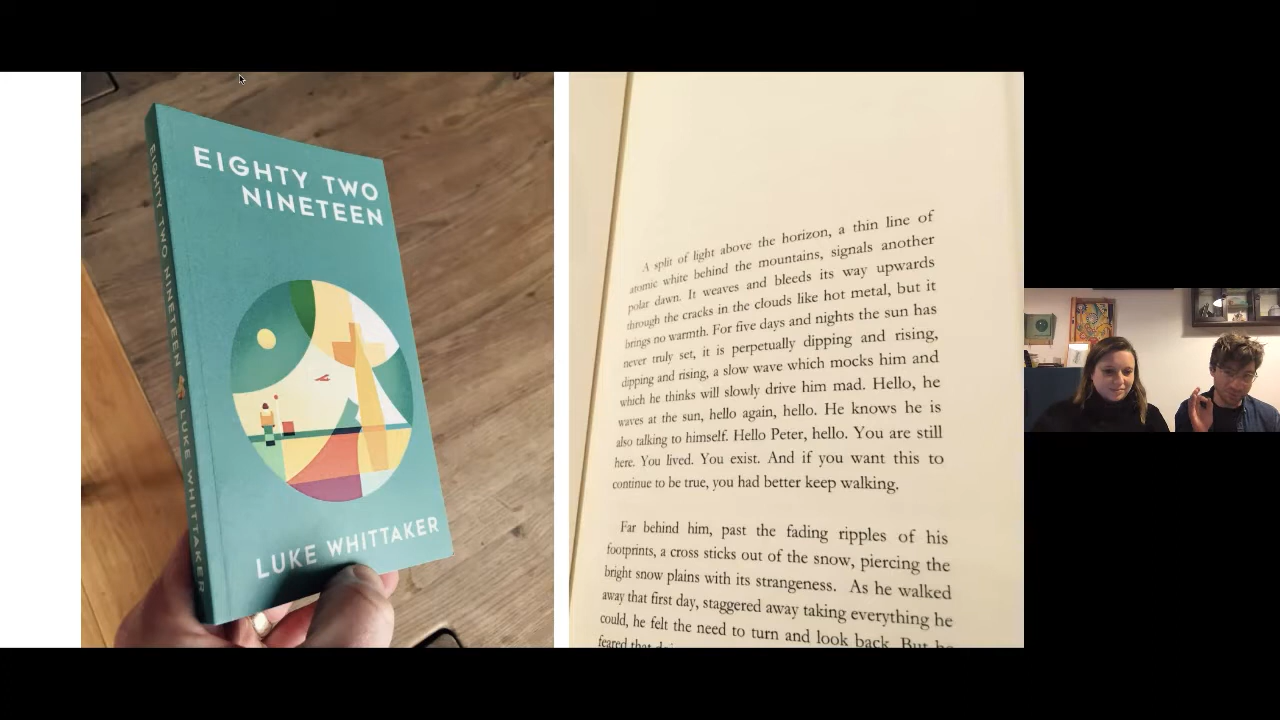 EIGHTY TWO
NINETEEN
LUKE WHITTAKER
EIGHTY TWO NINETEEN LUKE WHITTAKER
A split of light above the horizon, a thin line of
atomic white behind the mountains, signals another
polar dawn. It weaves and bleeds its way upwards
through the cracks in the clouds like hot metal, but it
brings no warmth. For five days and nights the sun has
never truly set, it is perpetually dipping and rising,
dipping and rising, a slow wave which mocks him and
which he thinks will slowly drive him mad. Hello, he
waves at the sun, hello again, hello. He knows he is
also talking to himself. Hello Peter, hello. You are still
here. You lived. You exist. And if you want this to
continue to be true, you had better keep walking.
Far behind him, past the fading ripples of his
footprints, a cross sticks out of the snow, piercing the
bright snow plains with its strangeness. As he walked
away that first day, staggered away taking everything he
could, he felt the need to turn and look back. But he
feared that